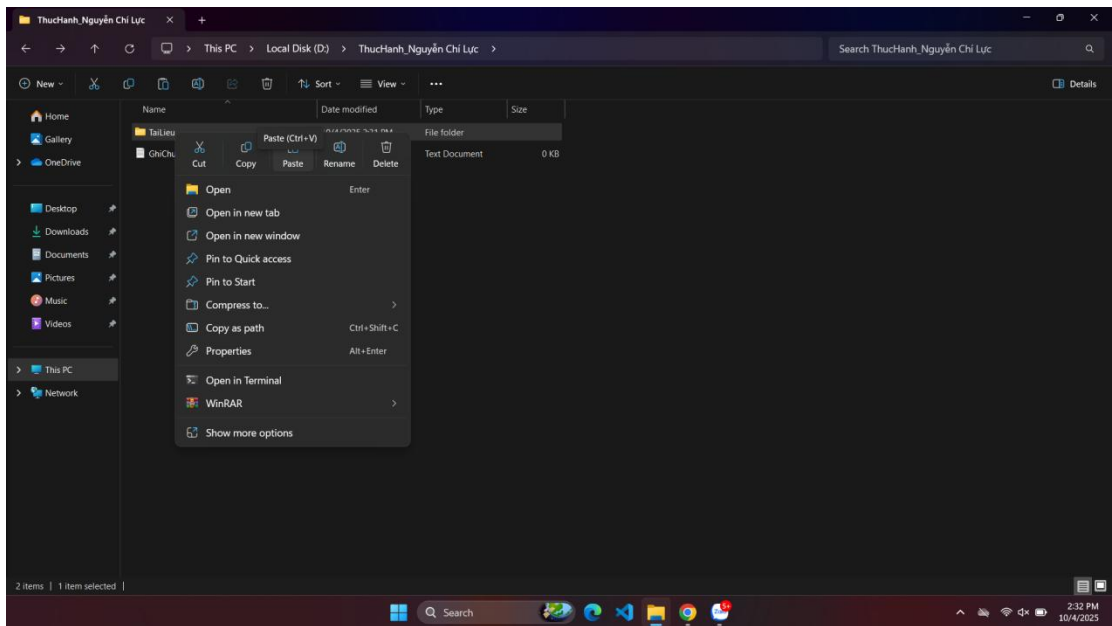 ThucHanh_Nguyễn Chí Lực
This PC > Local Disk (D:) > ThucHanh_Nguyễn Chí Lực >
Search ThucHanh_Nguyễn Chí Lực
New
Sort
View
Details
Name
Date modified
Type
Size
Home
Gallery
OneDrive
Desktop
Downloads
Documents
Pictures
Music
Videos
This PC
Network
TaiLieu
File folder
GhiChu
Text Document
0 KB
Paste (Ctrl+V)
Cut
Copy
Paste
Rename
Delete
Open Enter
Open in new tab
Open in new window
Pin to Quick access
Pin to Start
Compress to...
Copy as path Ctrl+Shift+C
Properties Alt+Enter
Open in Terminal
WinRAR
Show more options
2 items | 1 item selected |
Search
Zalo
5+
2:32 PM
10/4/2025